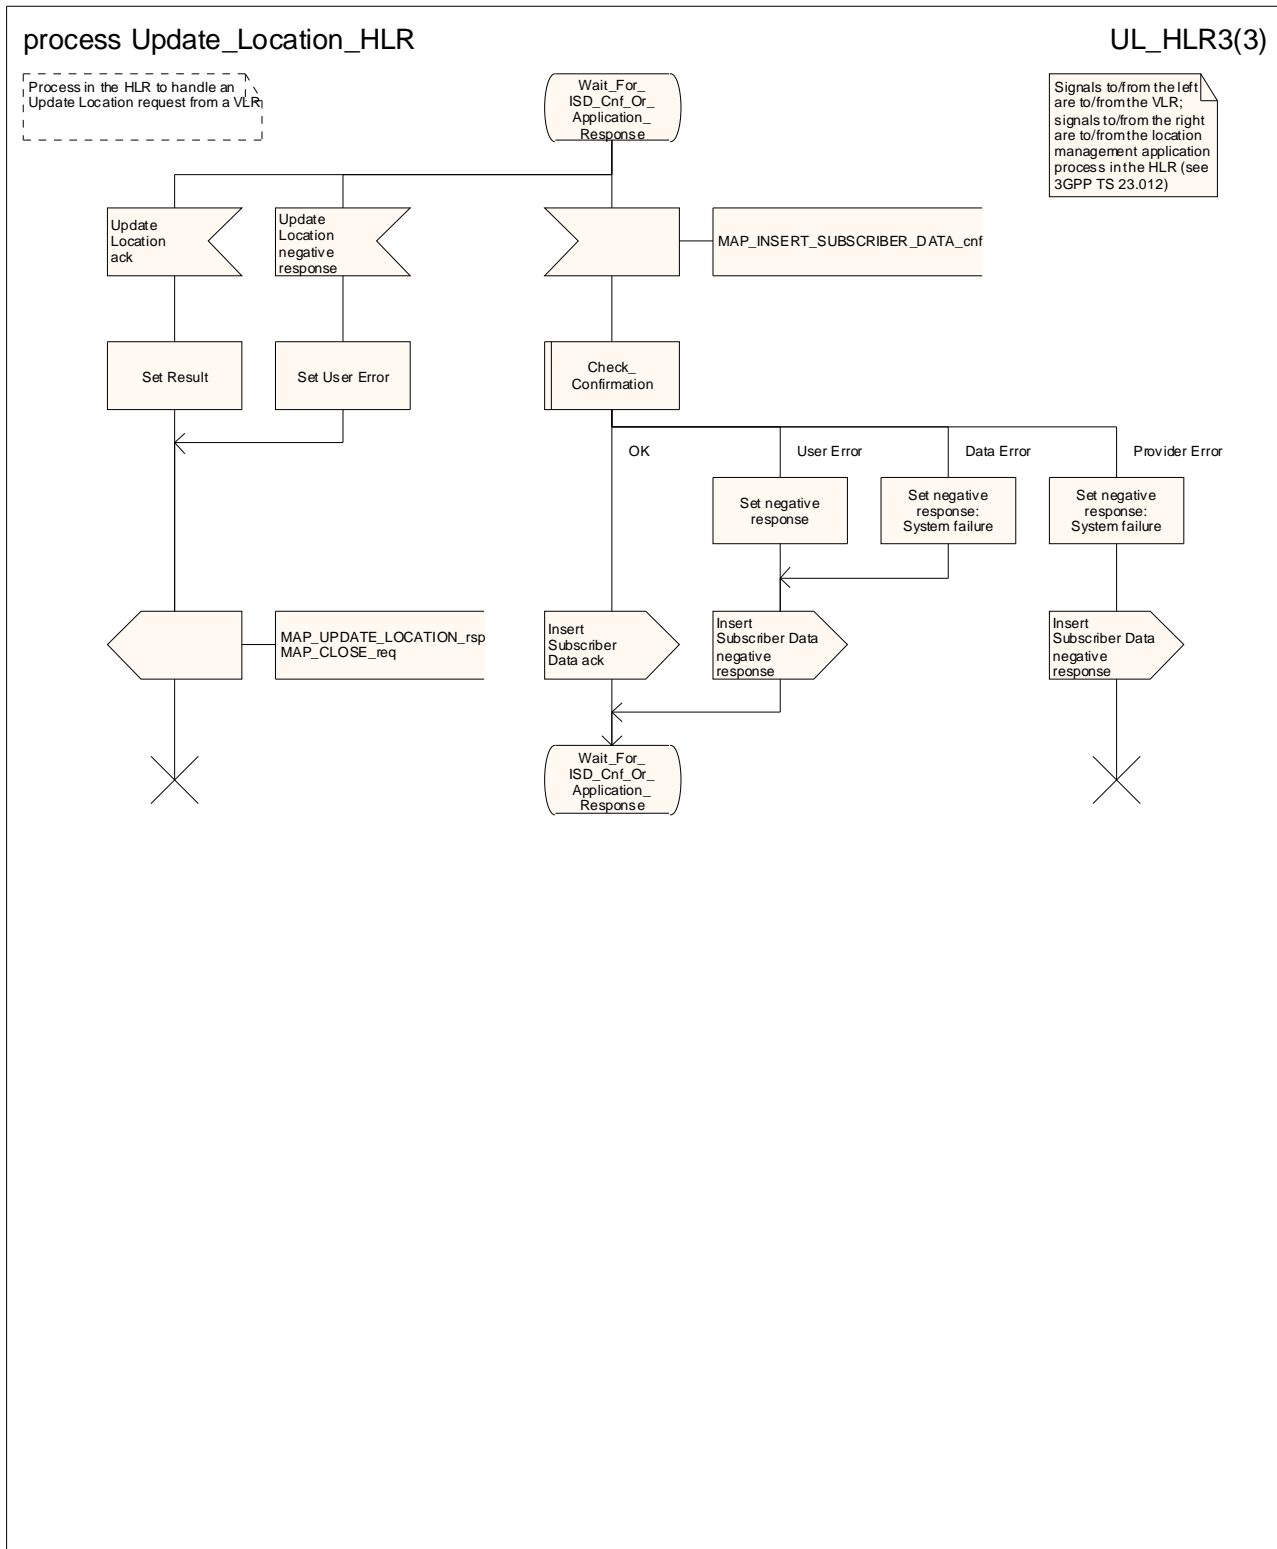 process Update_Location_HLR
UL_HLR3(3)
Process in the HLR to handle an
Update Location request from a VLR
Wait_For_
ISD_Cnf_Or_
Application_
Response
Signals to/from the left
are to/from the VLR;
signals to/from the right
are to/from the location
management application
process in the HLR (see
3GPP TS 23.012)
Update
Location
ack
Update
Location
negative
response
MAP_INSERT_SUBSCRIBER_DATA_cnf
Set Result
Set User Error
Check_
Confirmation
OK
User Error
Data Error
Provider Error
Set negative
response
Set negative
response:
System failure
Set negative
response:
System failure
MAP_UPDATE_LOCATION_rsp
MAP_CLOSE_req
Insert
Subscriber
Data ack
Insert
Subscriber Data
negative
response
Insert
Subscriber Data
negative
response
Wait_For_
ISD_Cnf_Or_
Application_
Response